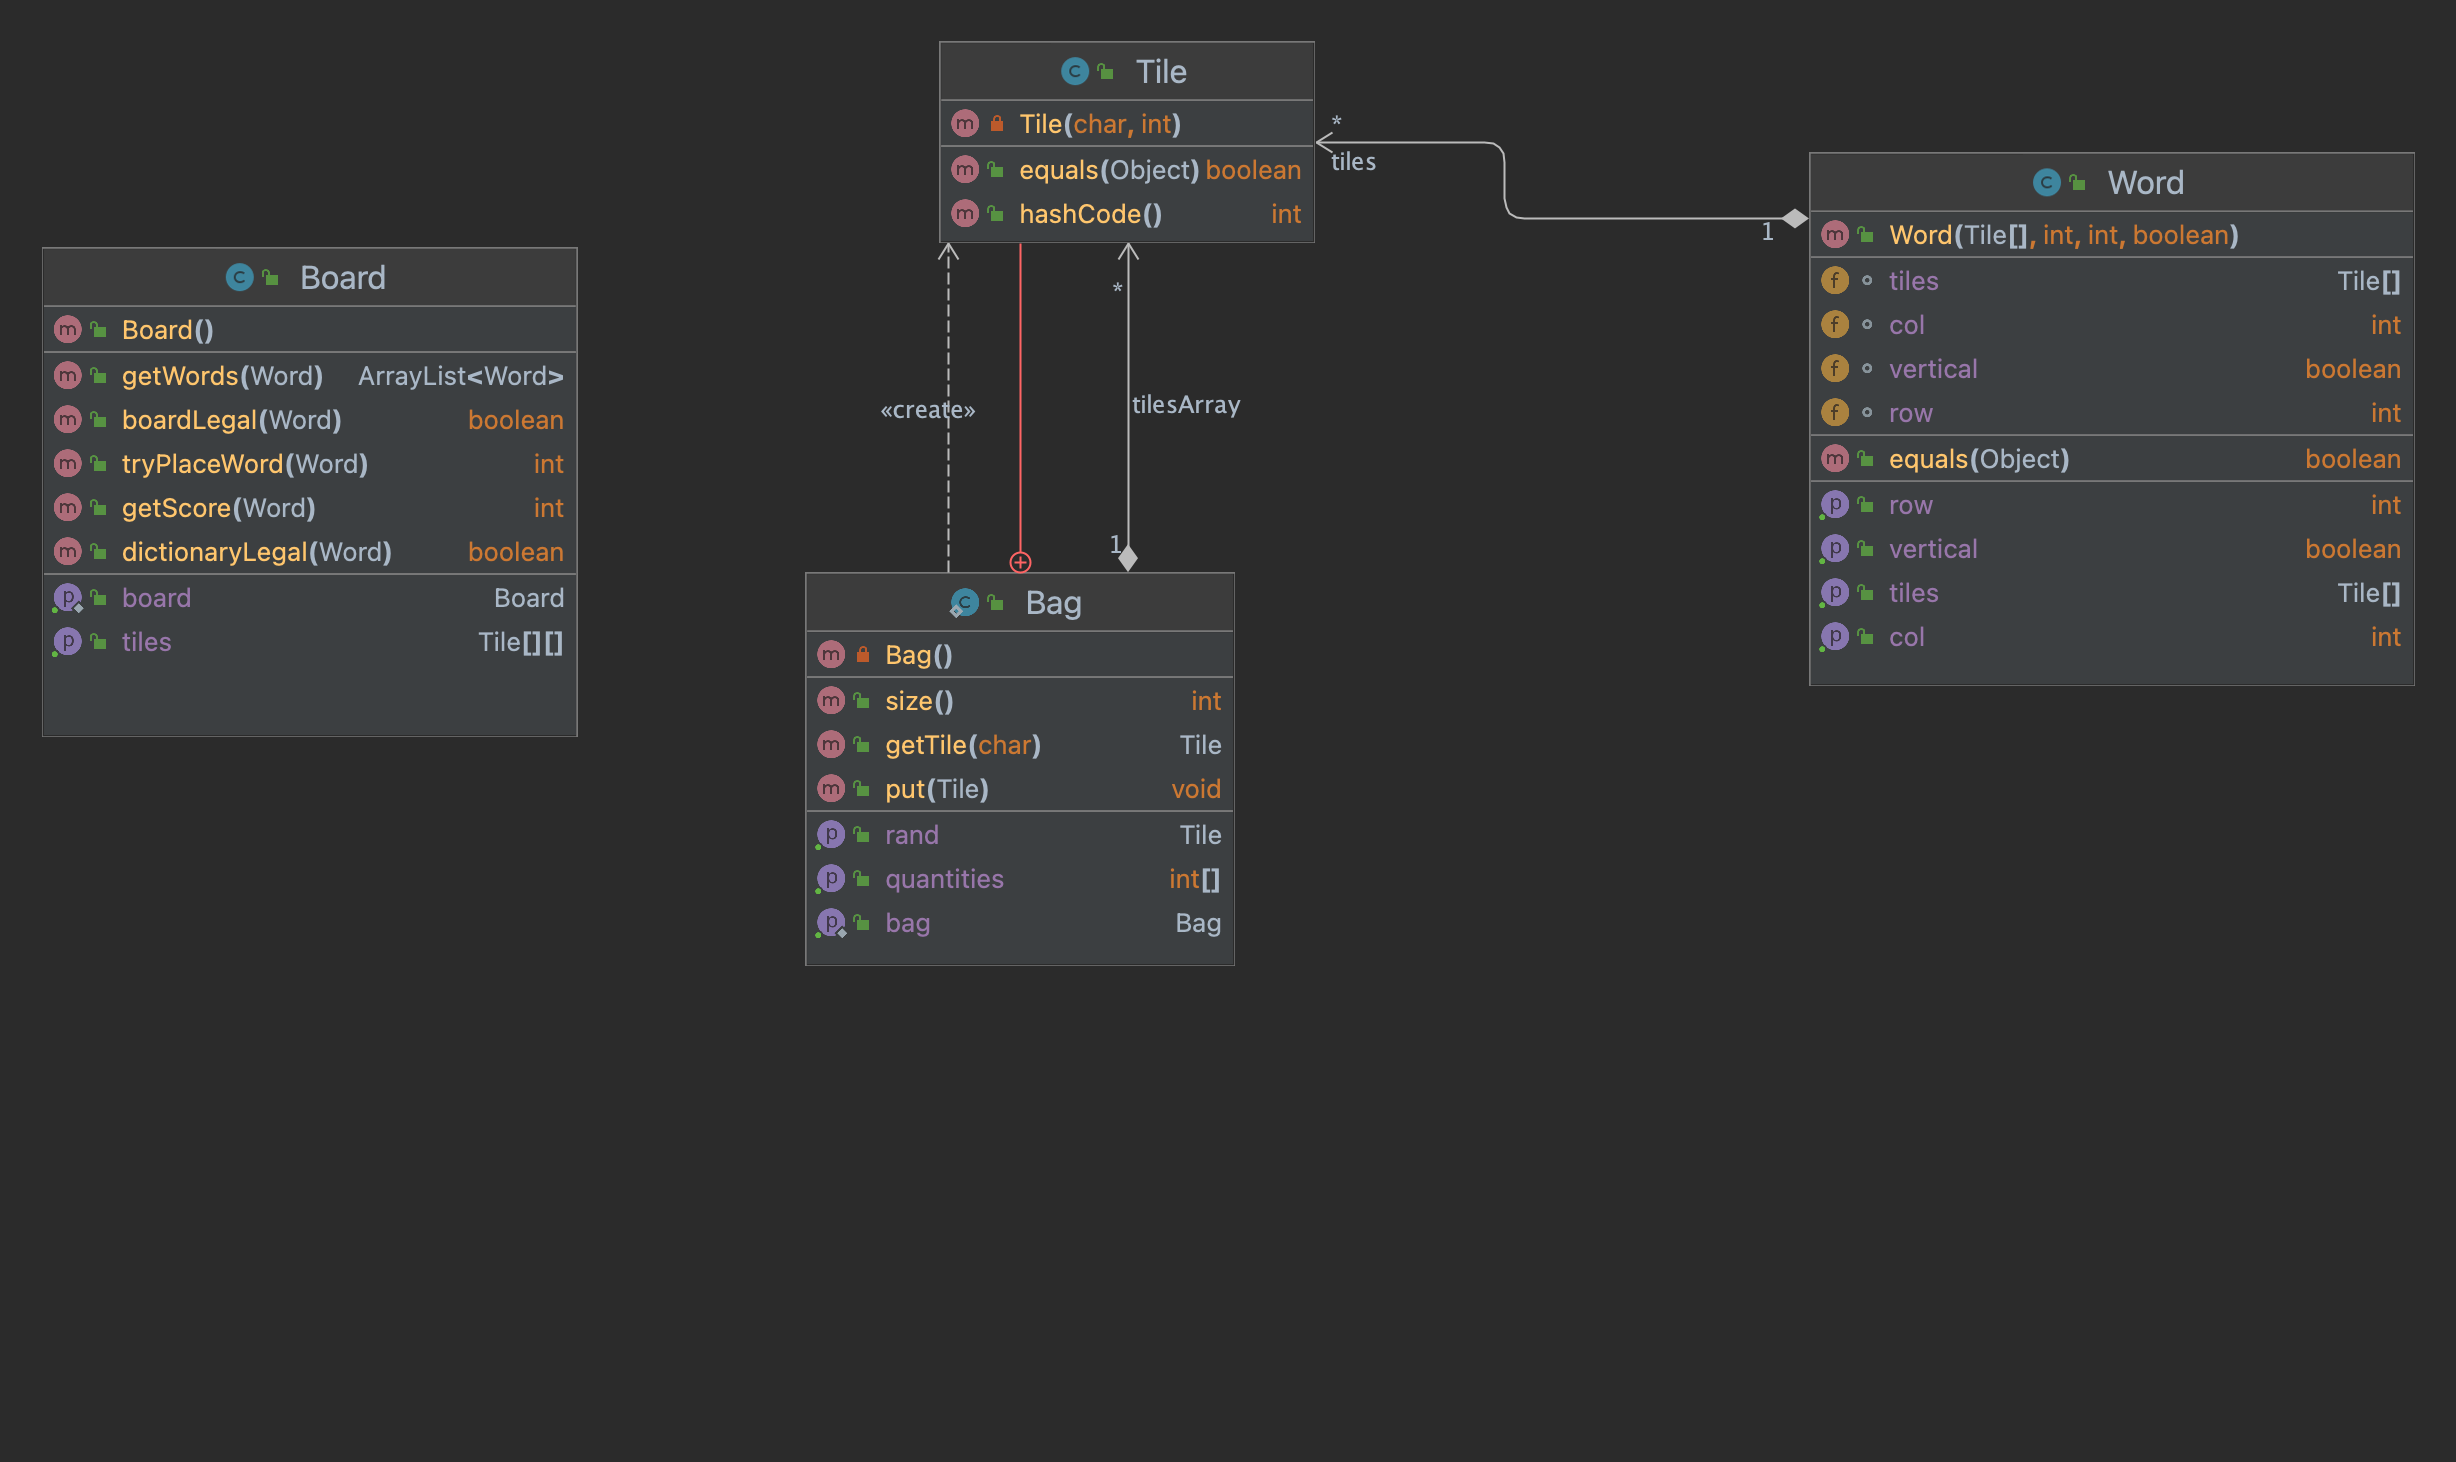 Tile
Tile(char, int)
equals(Object) boolean
hashCode() int
*
tiles
1
Word
Word(Tile[], int, int, boolean)
tiles Tile[]
col int
vertical boolean
row int
equals(Object) boolean
row int
vertical boolean
tiles Tile[]
col int
Board
Board()
getWords(Word) ArrayList<Word>
boardLegal(Word) boolean
tryPlaceWord(Word) int
getScore(Word) int
dictionaryLegal(Word) boolean
board Board
tiles Tile[][]
*
«create»
tilesArray
1
Bag
Bag()
size() int
getTile(char) Tile
put(Tile) void
rand Tile
quantities int[]
bag Bag